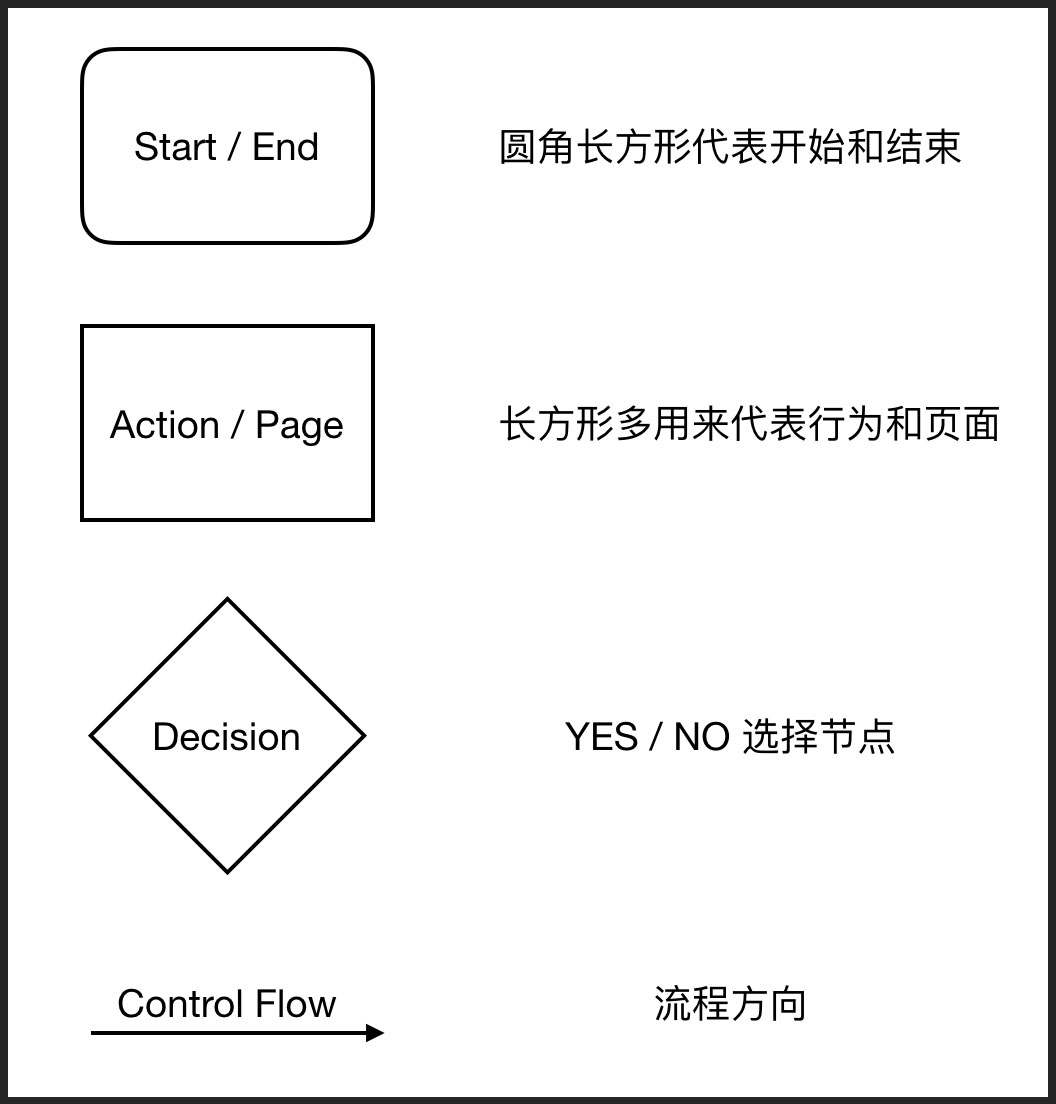 Start / End
圆角长方形代表开始和结束
Action / Page
长方形多用来代表行为和页面
Decision
YES / NO 选择节点
Control Flow
流程方向